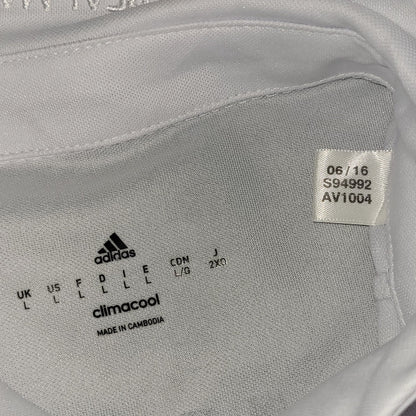 06/16
S94992
AV1004
adidas
UK US F D I E CDN J
L L L L L L L/G 2XO
climacool
MADE IN CAMBODIA